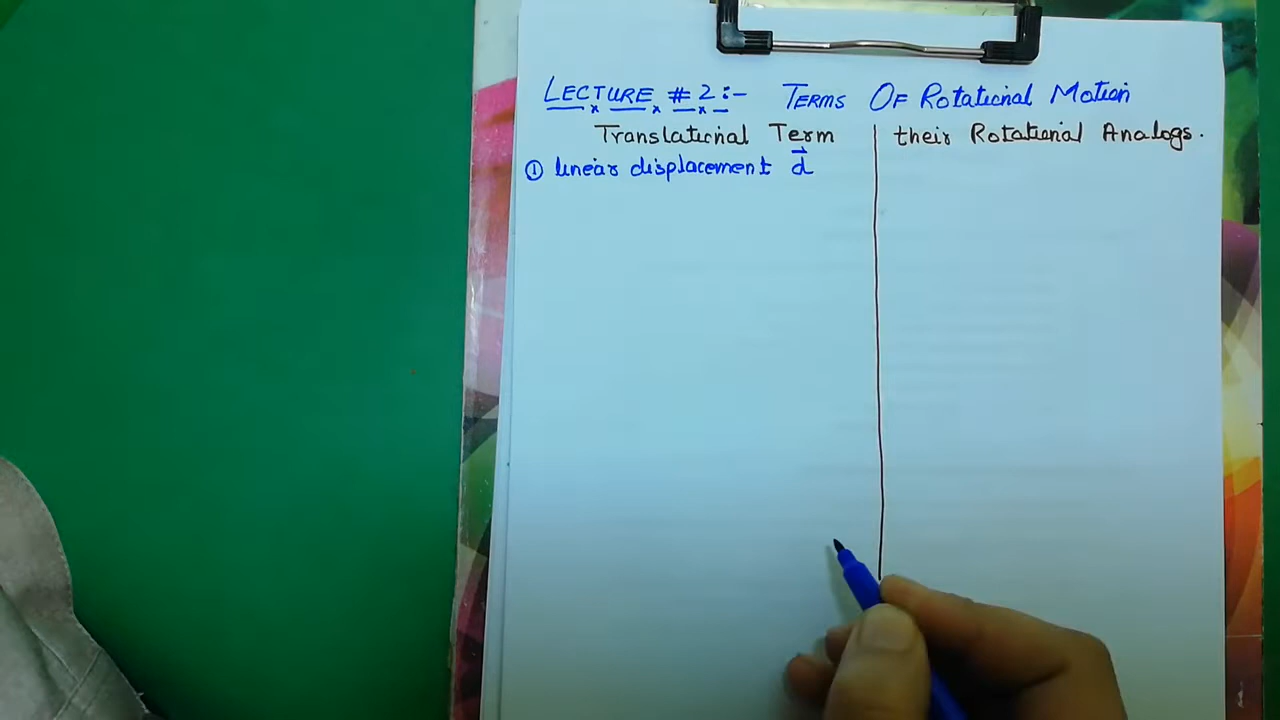 LECTURE # 2 :- TERMS OF Rotational Motion
Translational Term
their Rotational Analogs.
① linear displacement d⃗